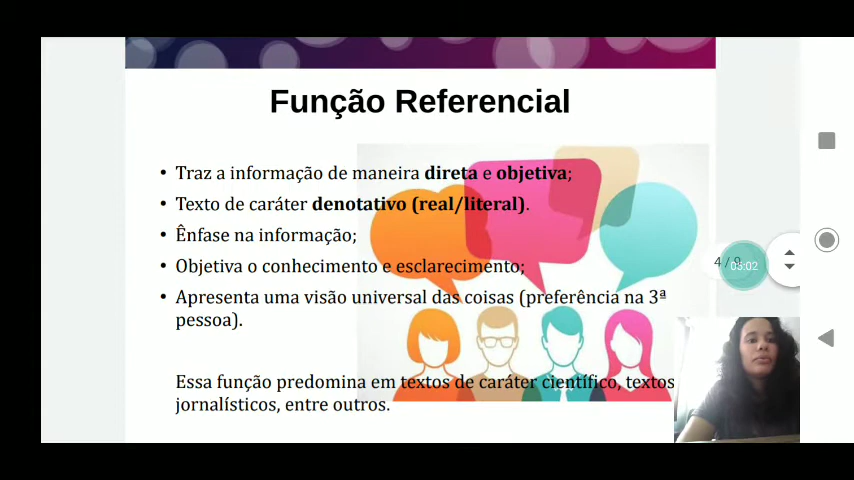 Função Referencial
• Traz a informação de maneira direta e objetiva;
• Texto de caráter denotativo (real/literal).
• Ênfase na informação;
• Objetiva o conhecimento e esclarecimento;
• Apresenta uma visão universal das coisas (preferência na 3ª
pessoa).
Essa função predomina em textos de caráter científico, textos
jornalísticos, entre outros.
4 / 9
03:02